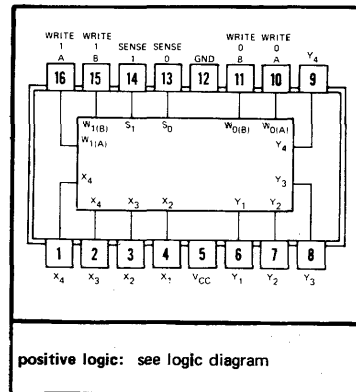 WRITE WRITE WRITE WRITE
1 1 SENSE SENSE 0 0
A B 1 0 GND B A Y4
16 15 14 13 12 11 10 9
W1(B) S1 S0 W0(B) W0(A)
W1(A) Y4
X4 Y3
X4 X3 X2 Y1 Y2
1 2 3 4 5 6 7 8
X4 X3 X2 X1 VCC Y1 Y2 Y3
positive logic: see logic diagram